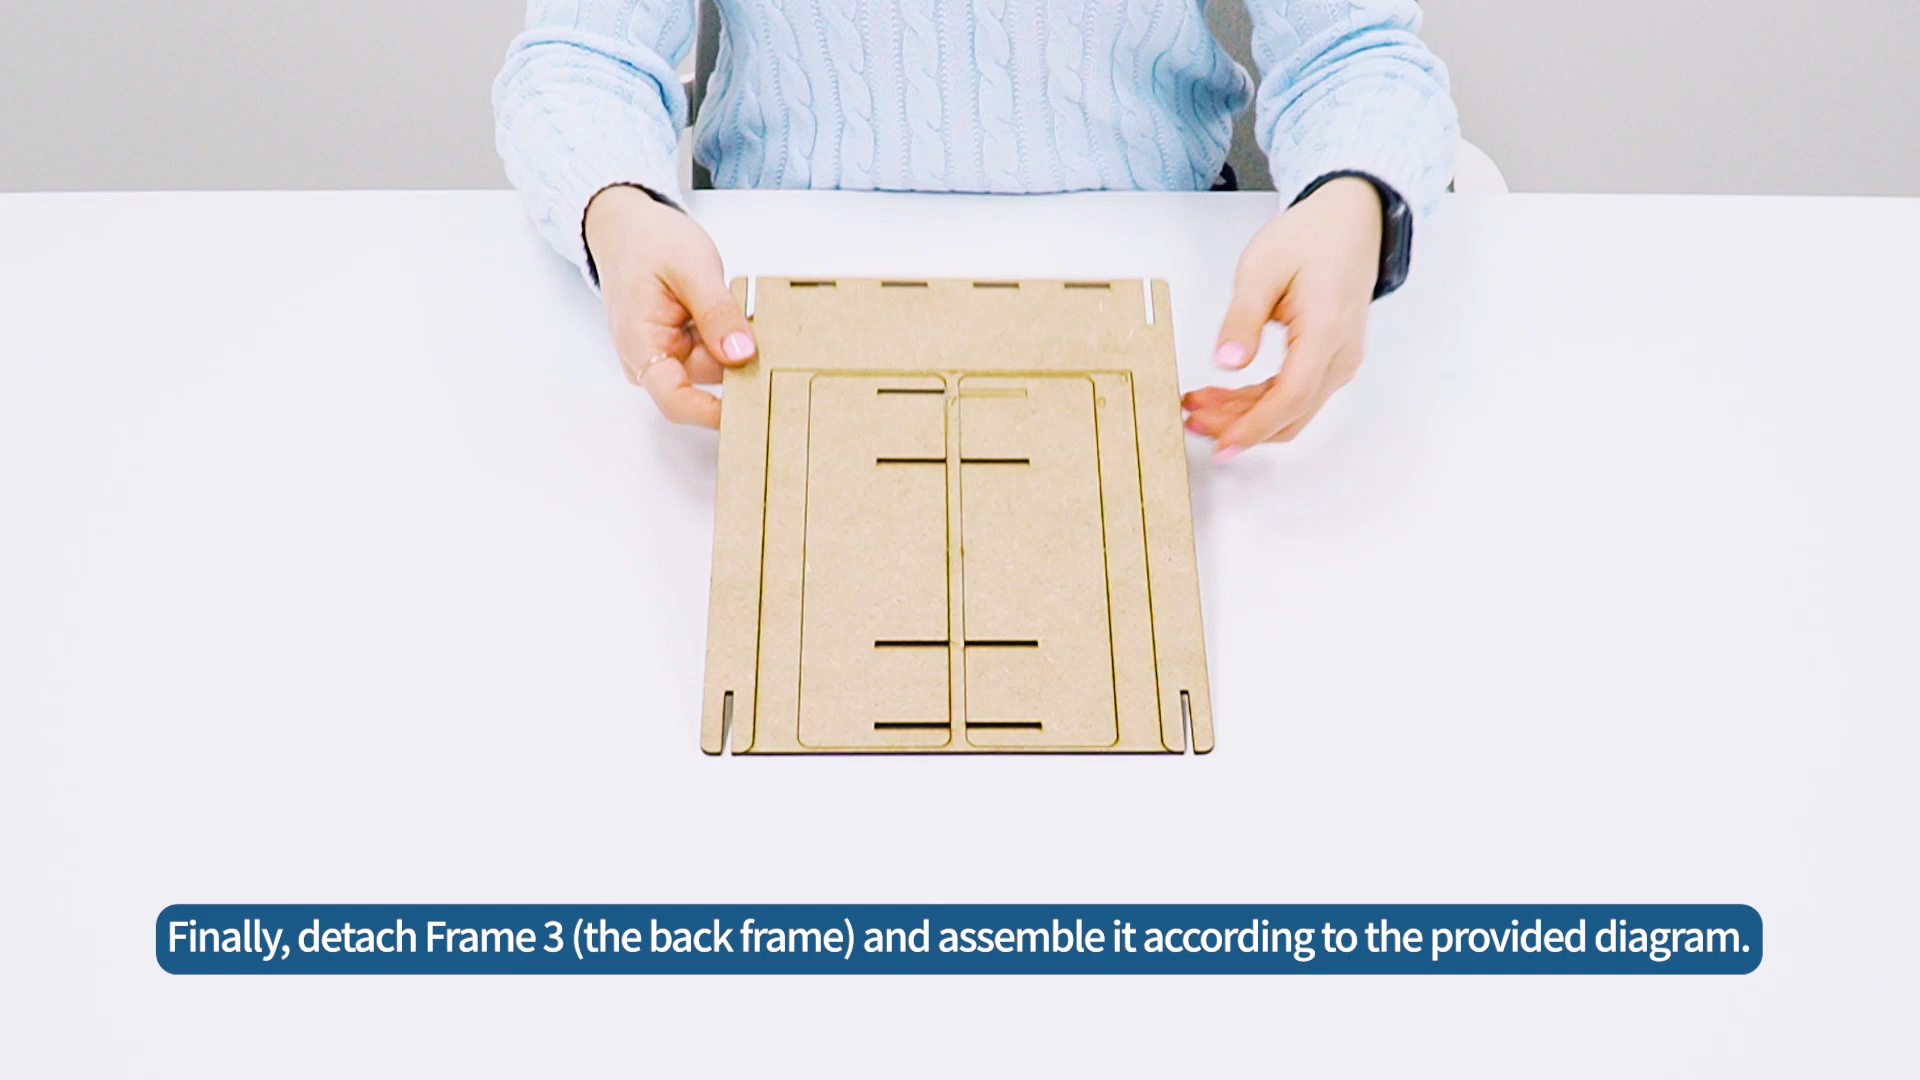 Finally, detach Frame 3 (the back frame) and assemble it according to the provided diagram.